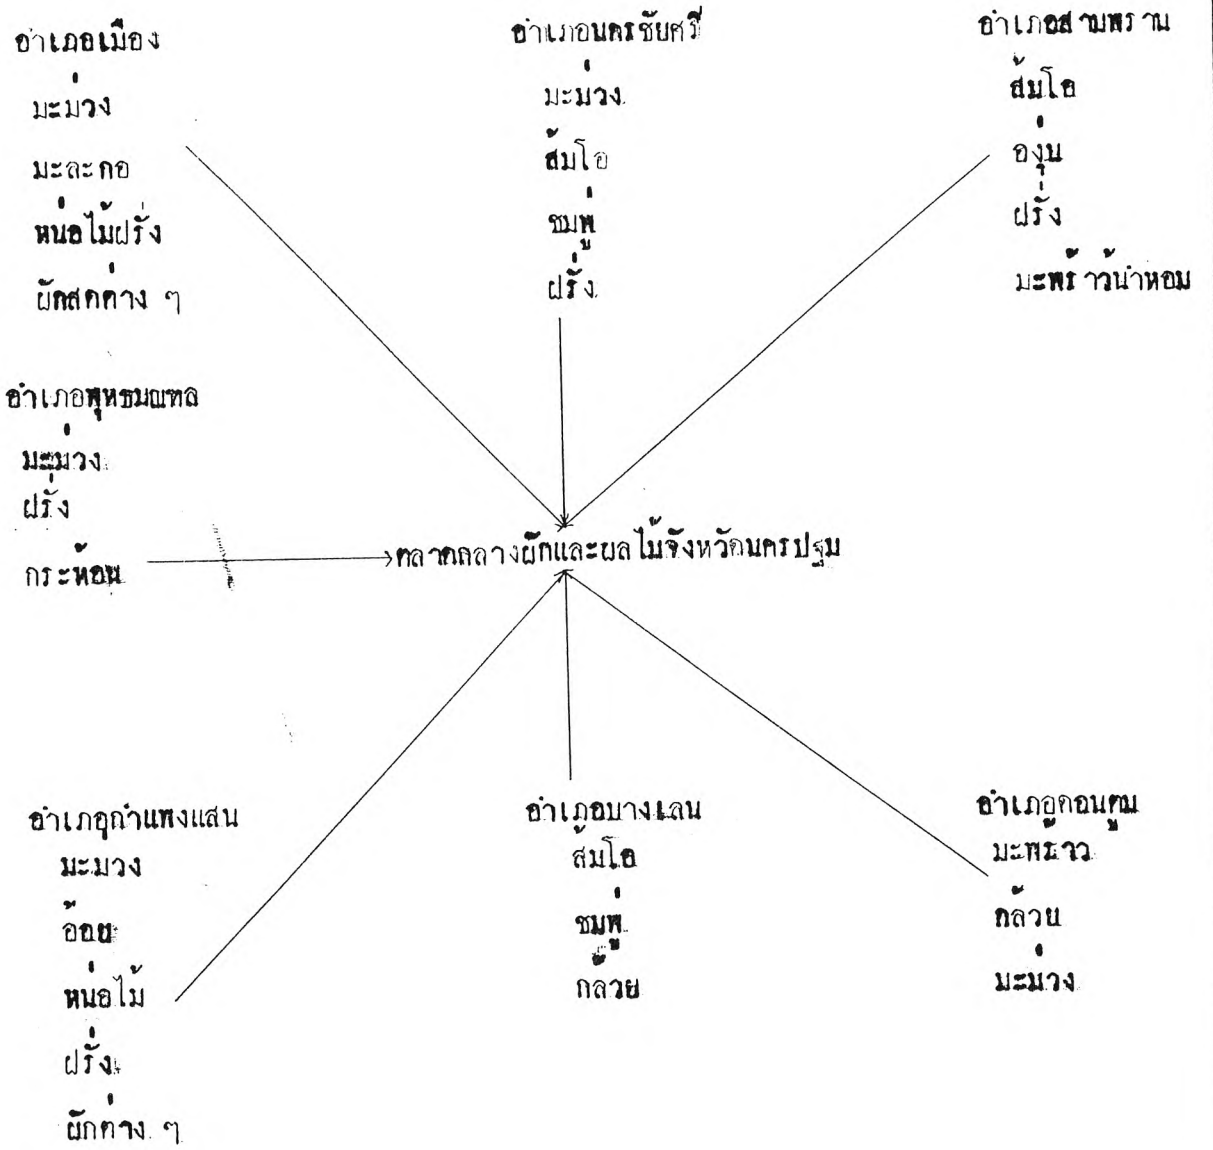 อำเภอเมือง
มะม่วง
มะละกอ
หน่อไม้ฝรั่ง
ผักสดต่าง ๆ
อำเภอนครชัยศรี
มะม่วง
ส้มโอ
ชมพู่
ฝรั่ง
อำเภอสามพราน
ส้มโอ
องุ่น
ฝรั่ง
มะพร้าวน้ำหอม
อำเภอพุทธมณฑล
มะม่วง
ฝรั่ง
กระท้อน
ตลาดกลางผักและผลไม้จังหวัดนครปฐม
อำเภอกำแพงแสน
มะม่วง
อ้อย
หน่อไม้
ฝรั่ง
ผักต่าง ๆ
อำเภอบางเลน
ส้มโอ
ชมพู่
กล้วย
อำเภอดอนตูม
มะพร้าว
กล้วย
มะม่วง